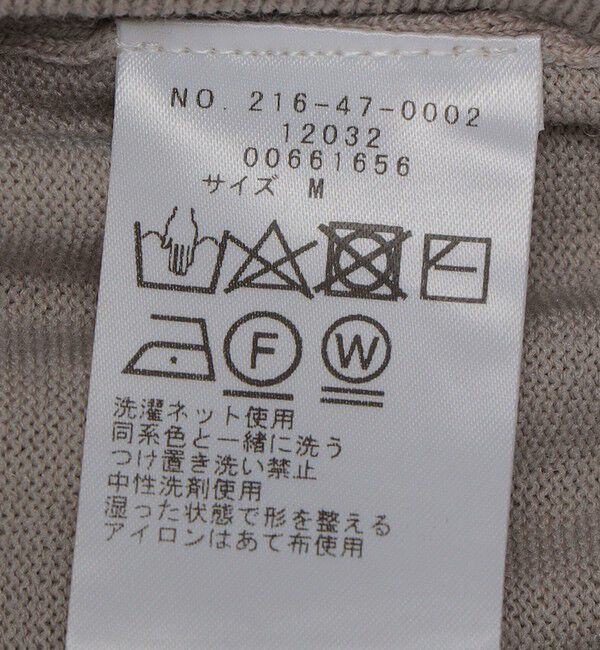 NO. 216-47-0002
12032
00661656
サイズ M
F W
洗濯ネット使用
同系色と一緒に洗う
つけ置き洗い禁止
中性洗剤使用
湿った状態で形を整える
アイロンはあて布使用